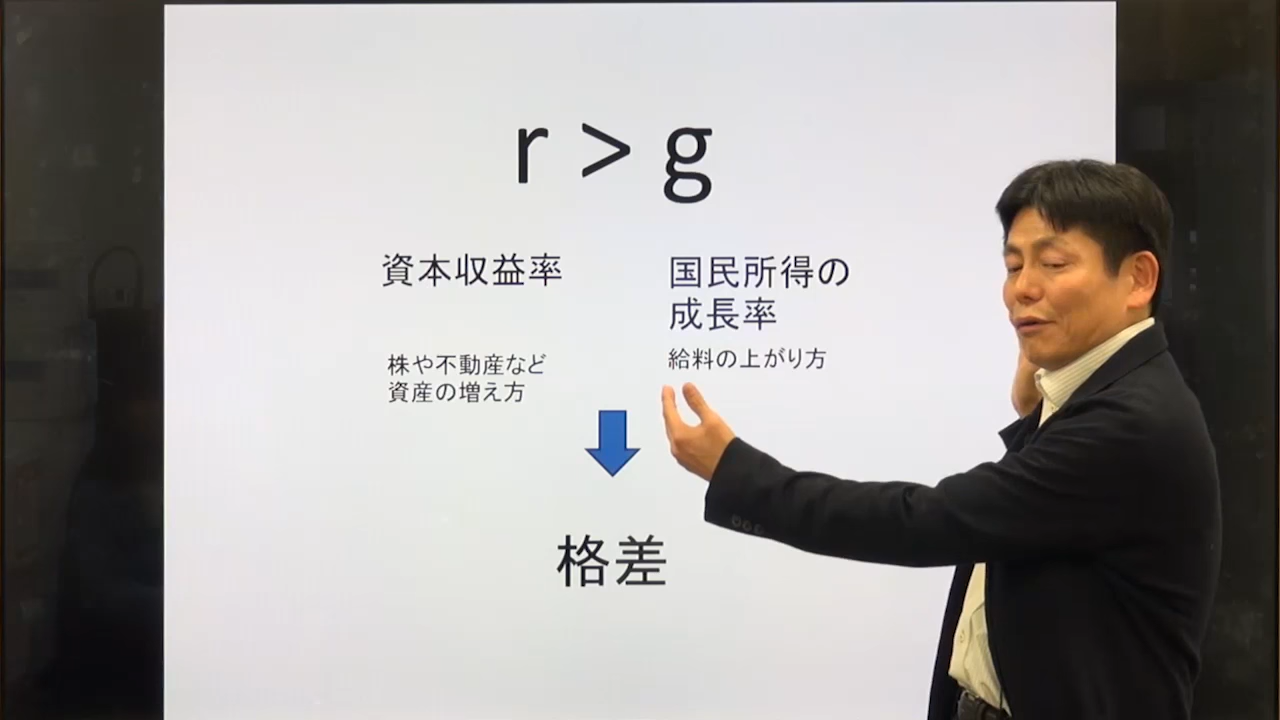 r > g
資本収益率
国民所得の
成長率
株や不動産など
資産の増え方
給料の上がり方
格差